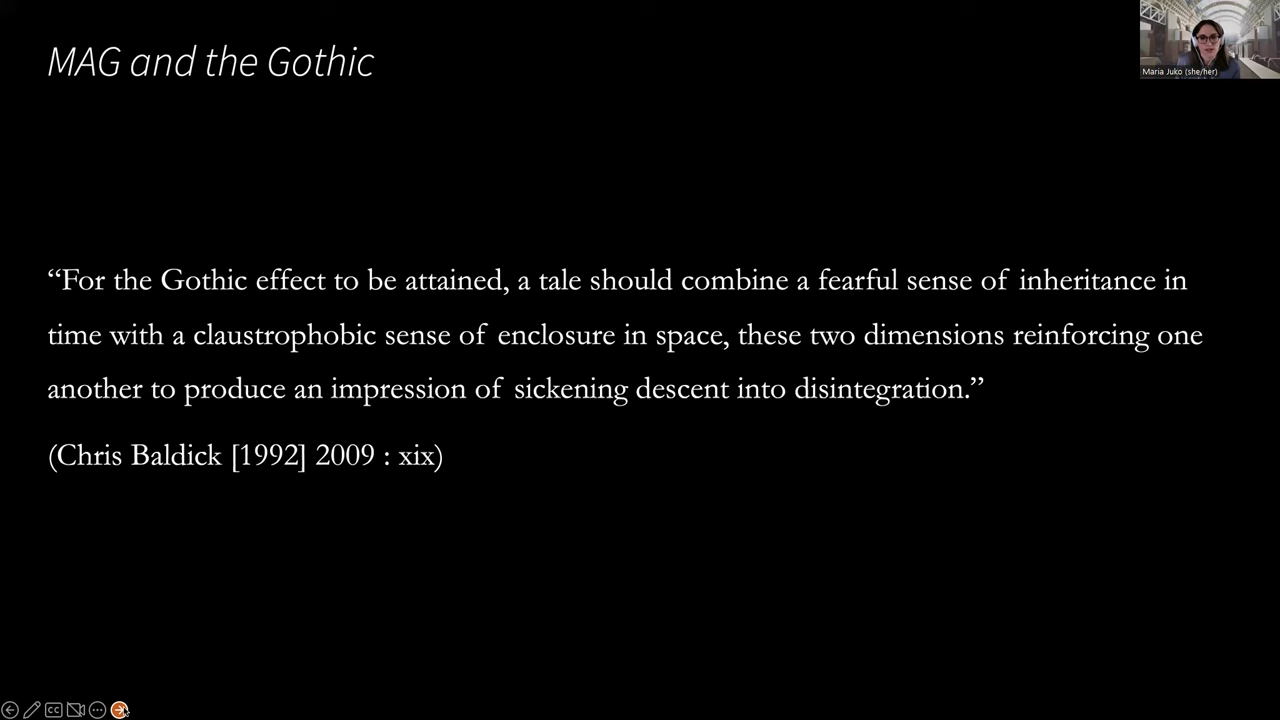 MAG and the Gothic
Maria Juko (she/her)
“For the Gothic effect to be attained, a tale should combine a fearful sense of inheritance in
time with a claustrophobic sense of enclosure in space, these two dimensions reinforcing one
another to produce an impression of sickening descent into disintegration.”
(Chris Baldick [1992] 2009 : xix)
CC